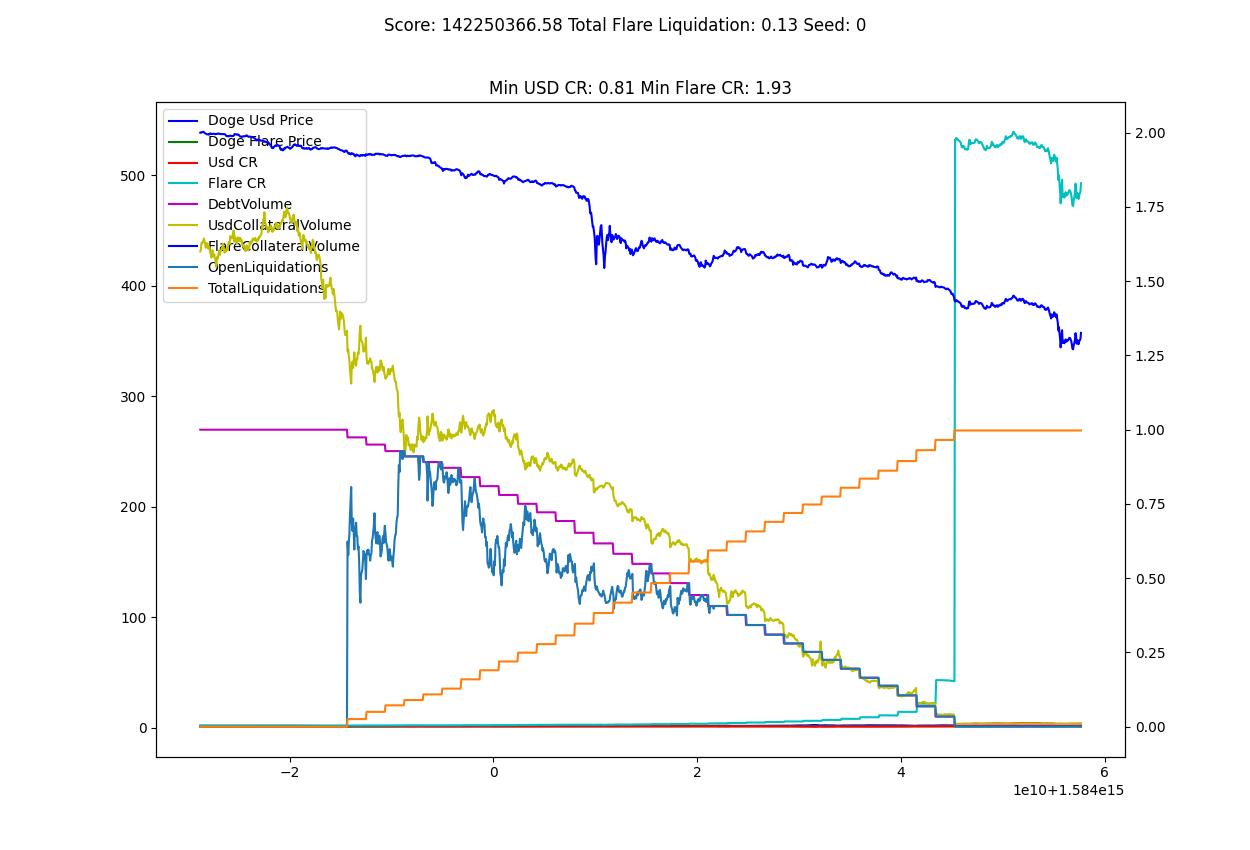 Score: 142250366.58 Total Flare Liquidation: 0.13 Seed: 0
Min USD CR: 0.81 Min Flare CR: 1.93
Doge Usd Price
Doge Flare Price
Usd CR
Flare CR
DebtVolume
UsdCollateralVolume
FlareCollateralVolume
OpenLiquidations
TotalLiquidations
500
400
300
200
100
0
2.00
1.75
1.50
1.25
1.00
0.75
0.50
0.25
0.00
−2
0
2
4
6
1e10+1.584e15